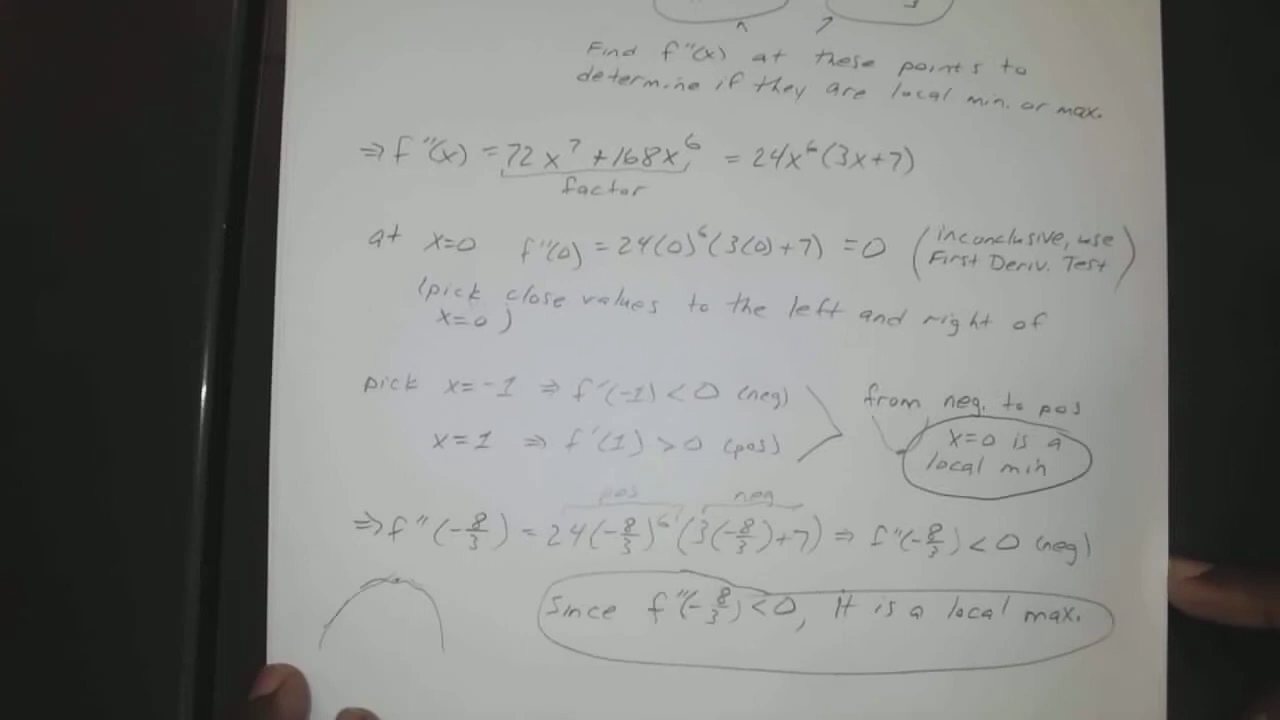 Find f"(x) at these points to
determine if they are local min. or max.
⇒ f"(x) = 72x⁷ + 168x⁶ = 24x⁶(3x+7)
factor
at x=0 f"(0) = 24(0)⁶(3(0)+7) = 0 (inconclusive, use
First Deriv. Test)
(pick close values to the left and right of
x=0)
pick x=-1 ⇒ f'(-1) < 0 (neg)
x=1 ⇒ f'(1) > 0 (pos)
from neg. to pos
x=0 is a
local min
pos neg
⇒ f"(-8/3) = 24(-8/3)⁶(3(-8/3)+7) ⇒ f"(-8/3) < 0 (neg)
Since f"(-8/3) < 0, it is a local max.